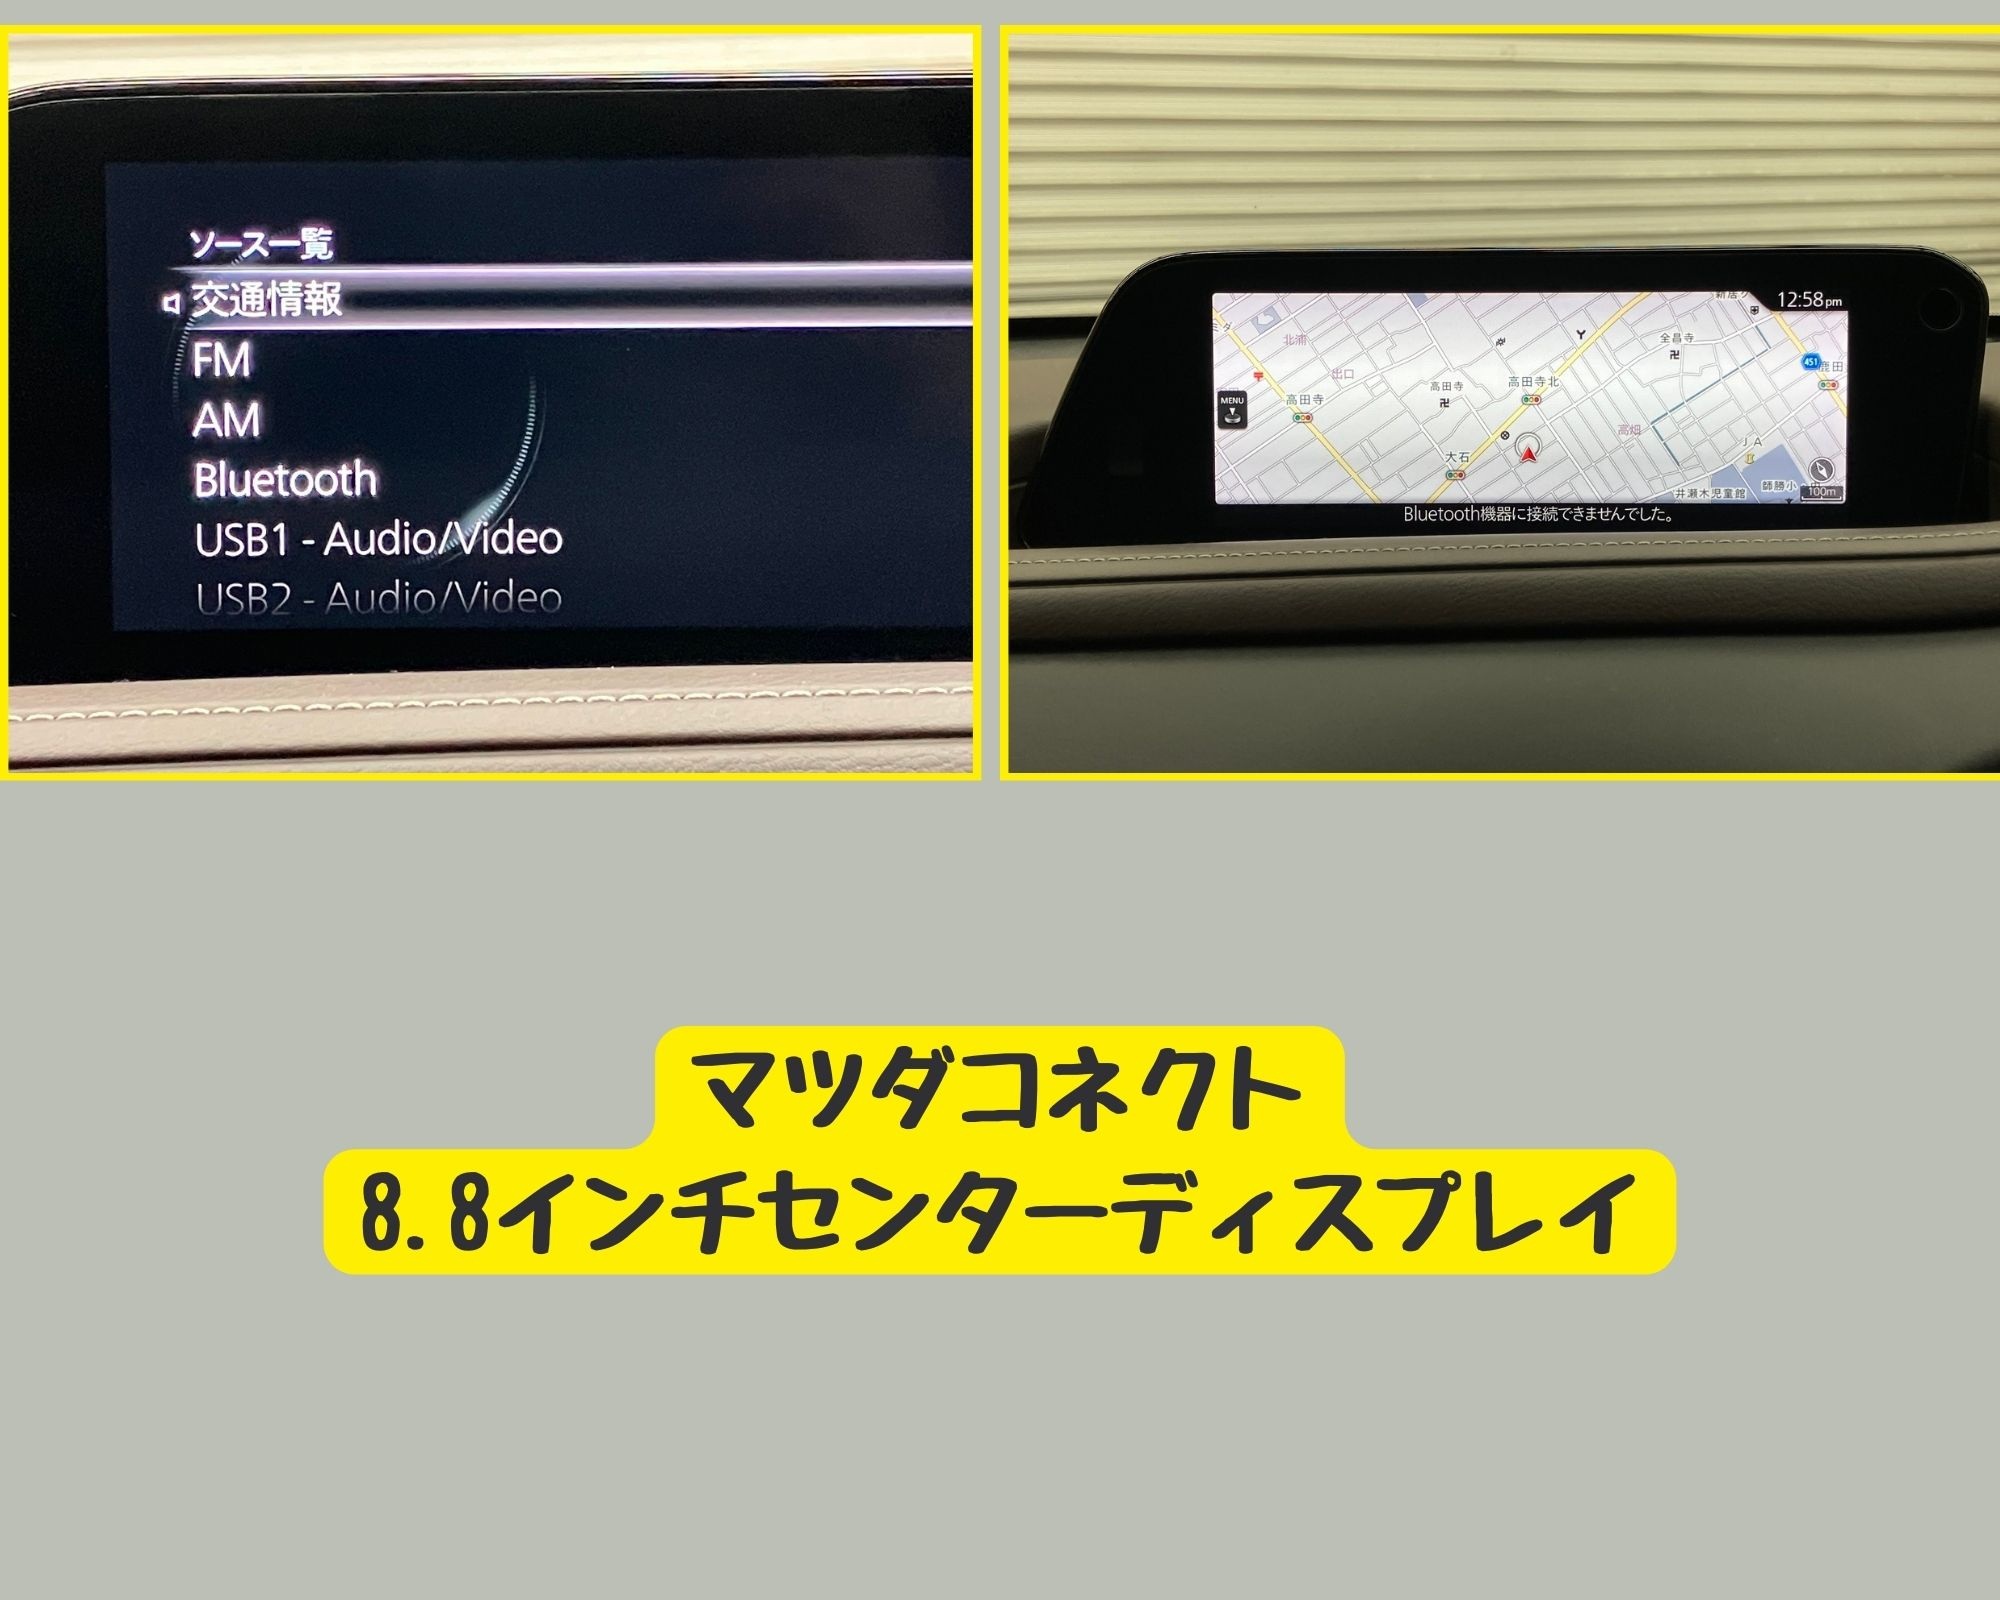 ソース一覧
交通情報
FM
AM
Bluetooth
USB1 - Audio/Video
USB2 - Audio/Video
12:58pm
北浦
全昌寺
451
鹿田
出口
高田寺
高田寺北
MENU
高田寺
高畑
JA
大石
井瀬木児童館
師勝小
100m
Bluetooth機器に接続できませんでした。
マツダコネクト
8.8インチセンターディスプレイ